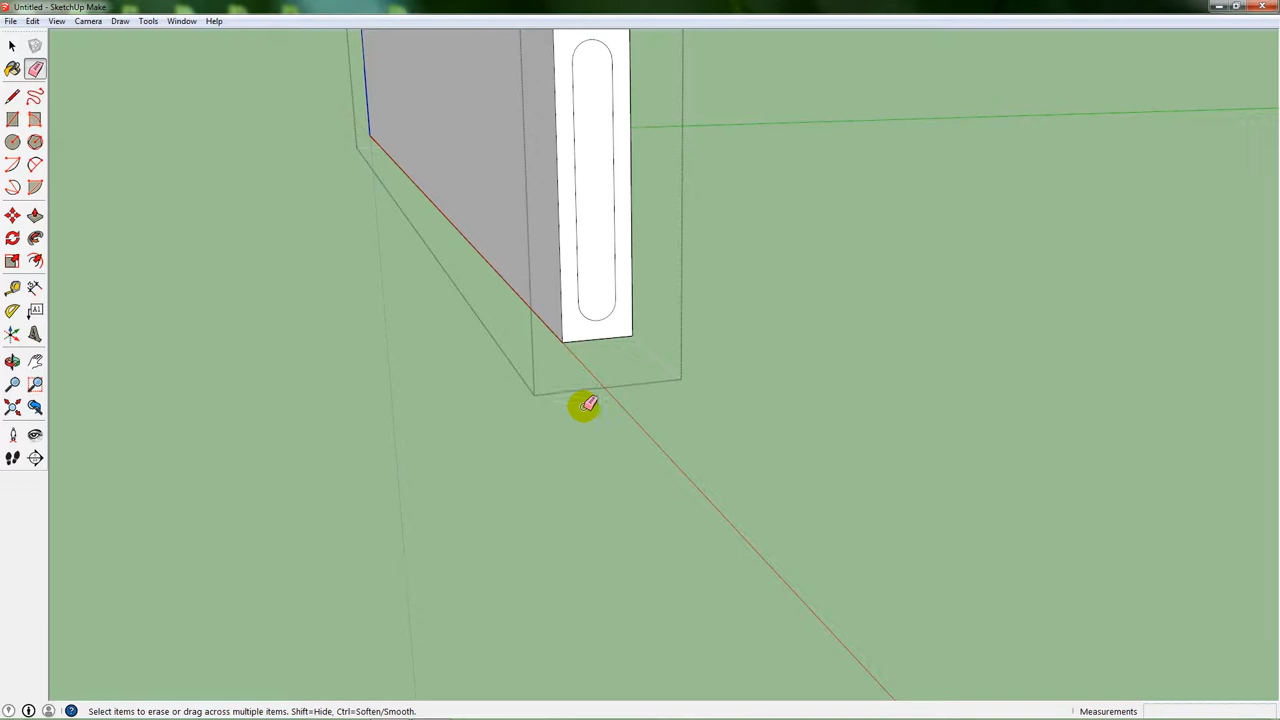 Untitled - SketchUp Make
File Edit View Camera Draw Tools Window Help
A1
Select items to erase or drag across multiple items. Shift=Hide, Ctrl=Soften/Smooth.
Measurements